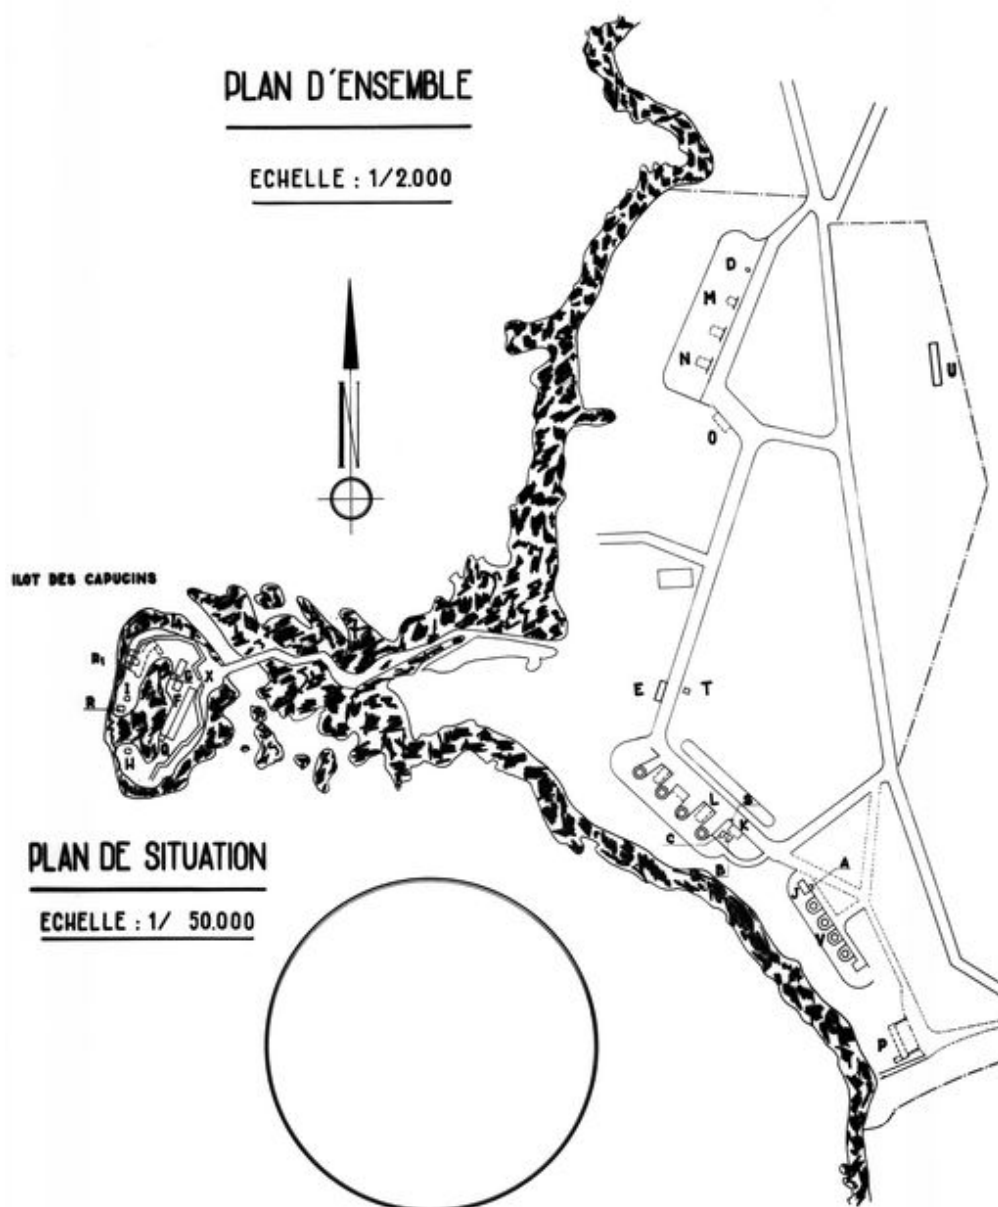 PLAN D'ENSEMBLE
ECHELLE : 1/2.000
D
M
N
U
O
N
ILOT DES CAPUCINS
G
X
I
R
F
Q
H
E
T
L
S
K
C
B
A
V
P
PLAN DE SITUATION
ECHELLE : 1/ 50.000